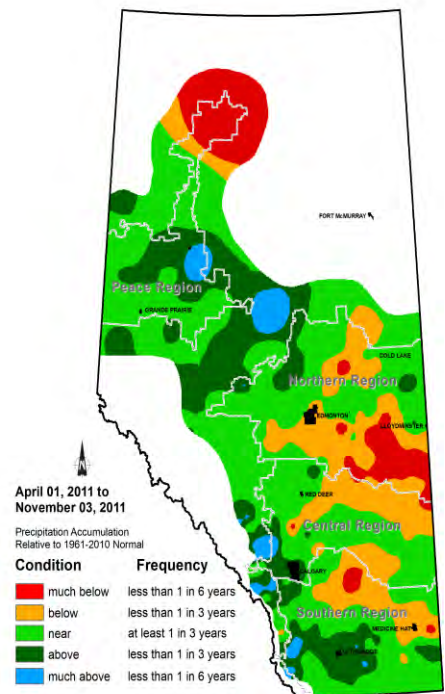 FORT McMURRAY
Peace Region
GRANDE PRAIRIE
COLD LAKE
Northern Region
EDMONTON
LLOYDMINSTER
April 01, 2011 to
November 03, 2011
RED DEER
Precipitation Accumulation
Relative to 1961-2010 Normal
Central Region
Condition Frequency
CALGARY
much below less than 1 in 6 years
below less than 1 in 3 years
Southern Region
near at least 1 in 3 years
MEDICINE HAT
above less than 1 in 3 years
LETHBRIDGE
much above less than 1 in 6 years